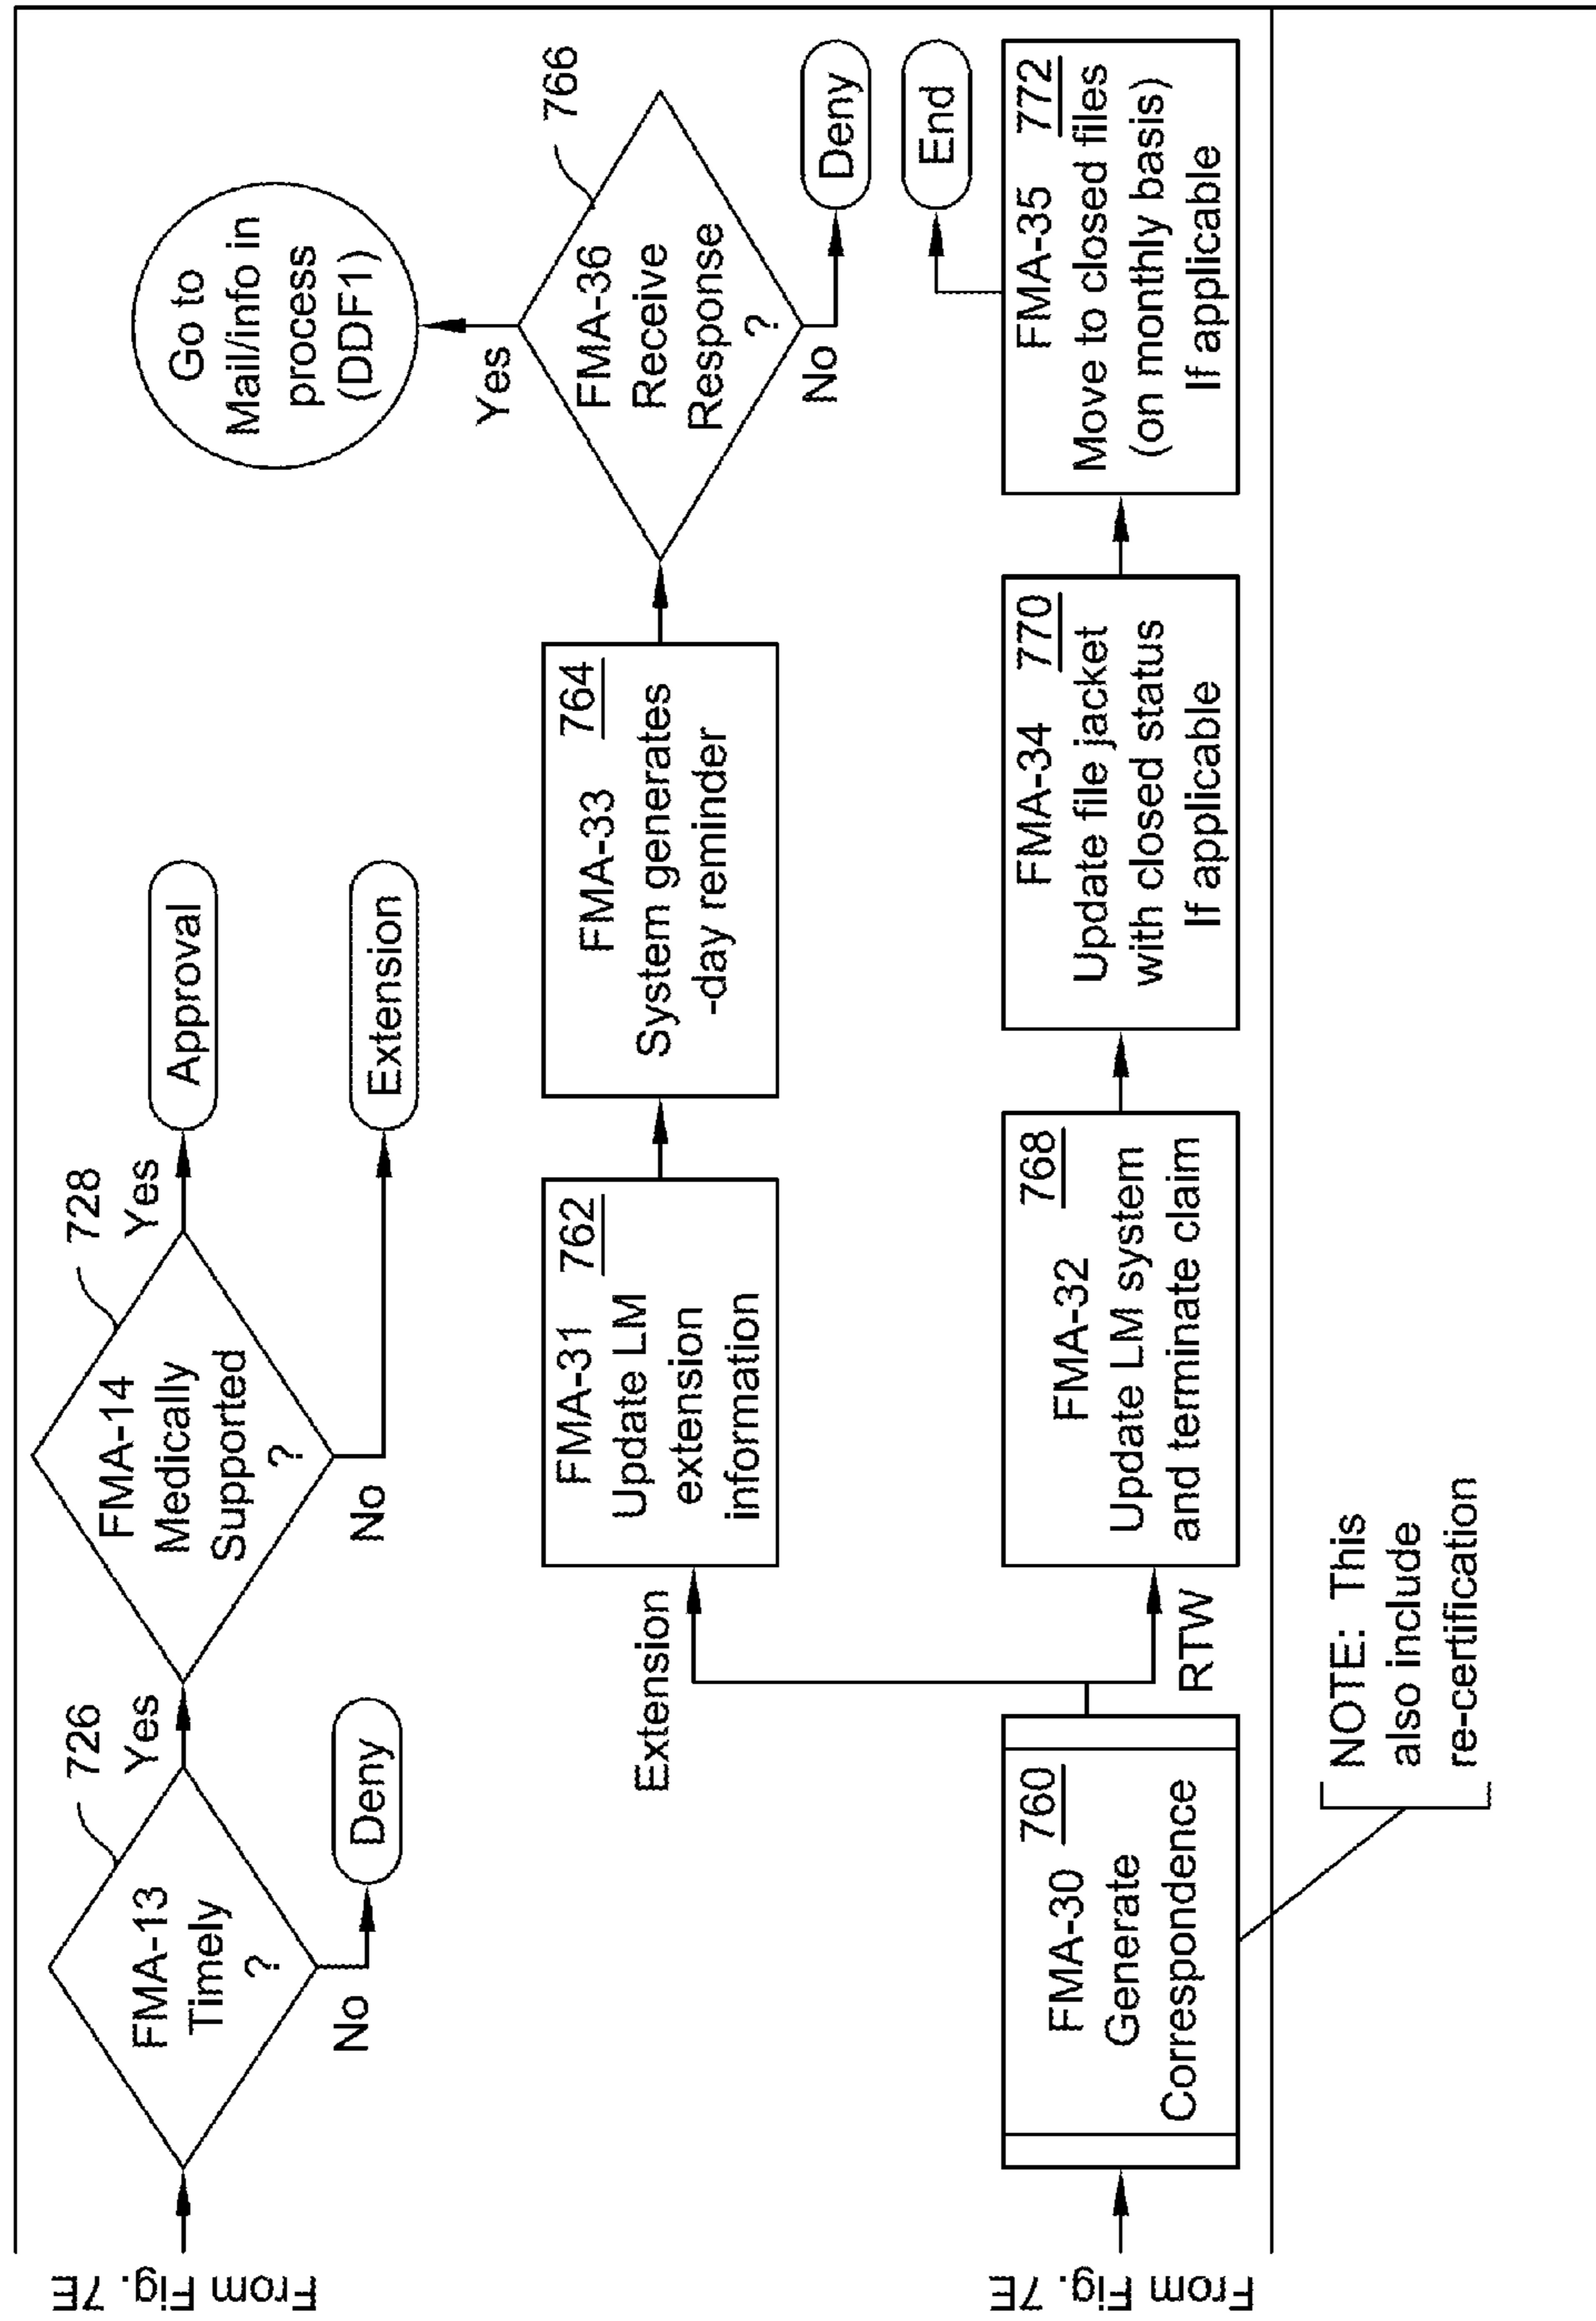 From Fig. 7E
726
FMA-13
Timely
?
Yes
No
Deny
728
FMA-14
Medically
Supported
?
Yes
Approval
No
Extension
From Fig. 7E
FMA-30 760
Generate
Correspondence
NOTE: This
also include
re-certification
Extension
FMA-31 762
Update LM
extension
information
764
FMA-33
System generates
-day reminder
766
FMA-36
Receive
Response
?
Yes
Go to
Mail/info in
process
(DDF1)
No
Deny
RTW
768
FMA-32
Update LM system
and terminate claim
FMA-34 770
Update file jacket
with closed status
If applicable
FMA-35 772
Move to closed files
(on monthly basis)
If applicable
End